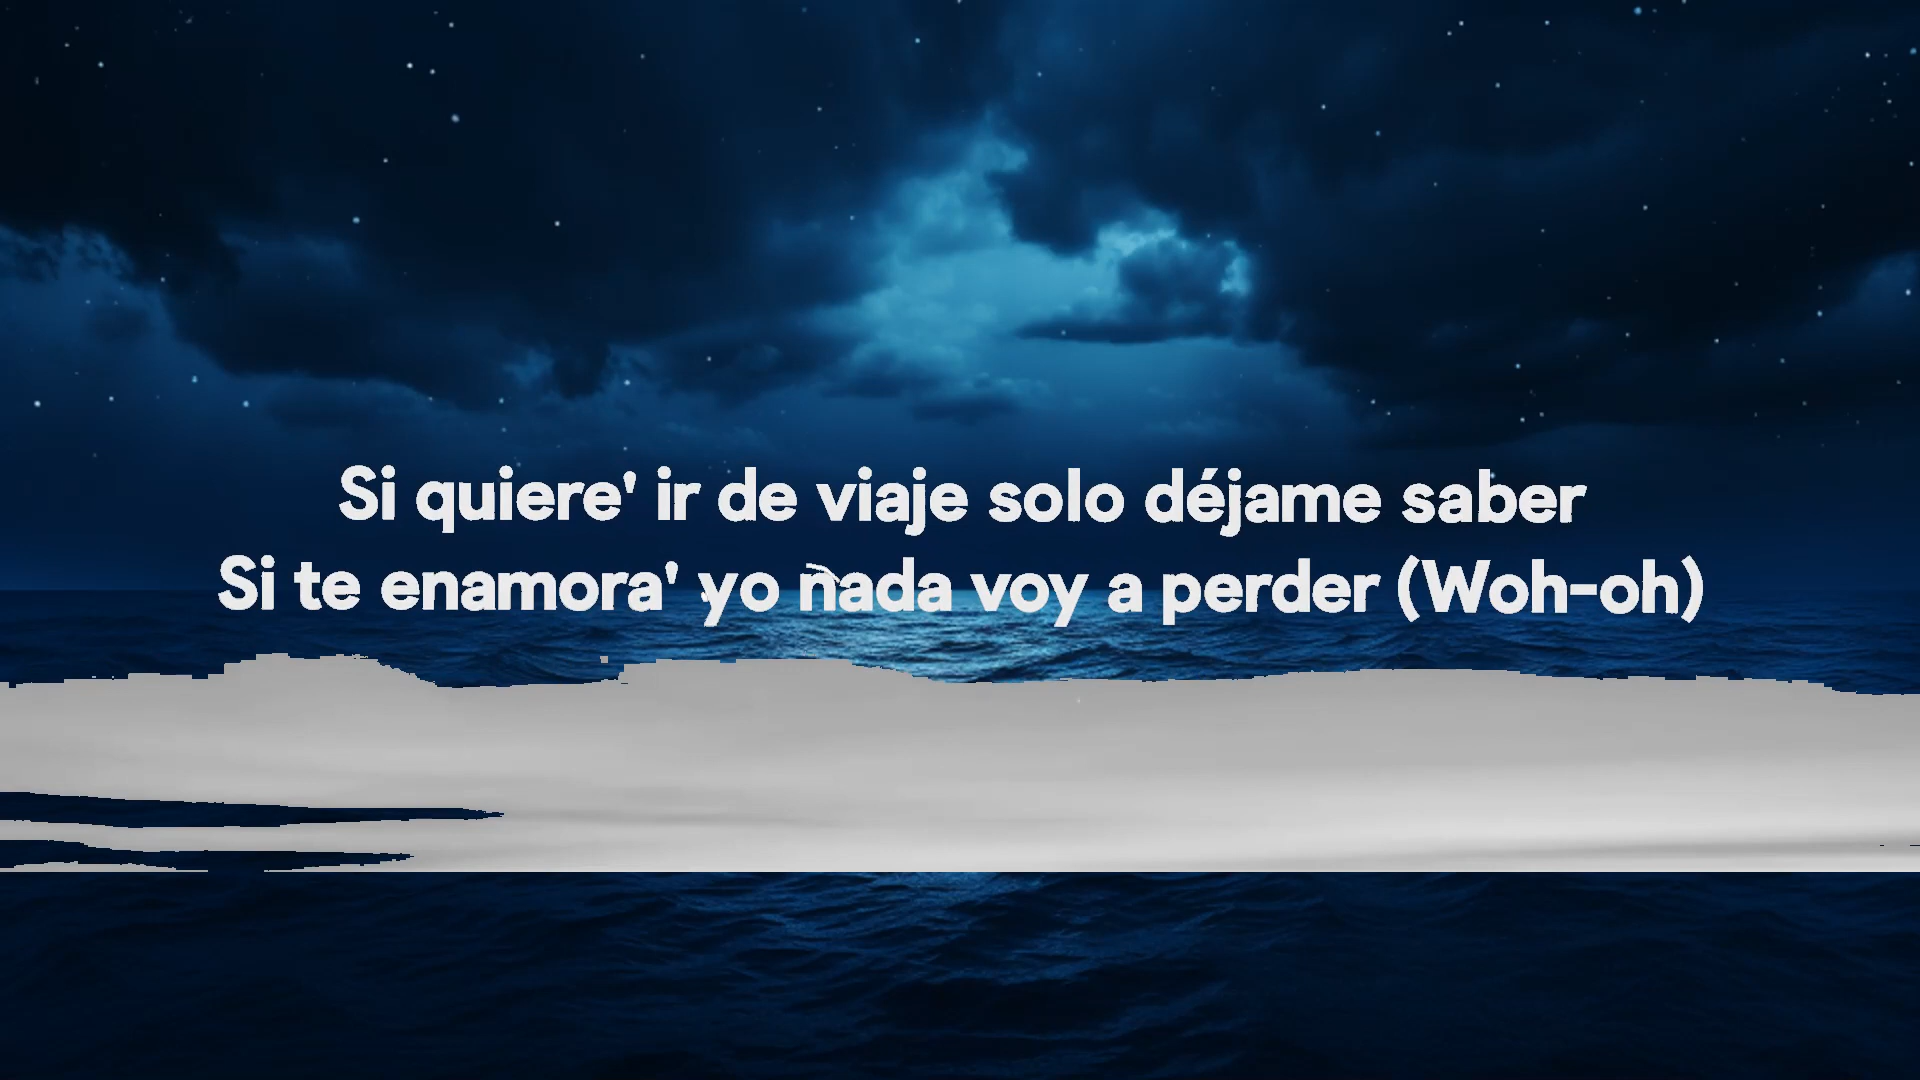 Si quiere' ir de viaje solo déjame saber
Si te enamora' yo nada voy a perder (Woh-oh)